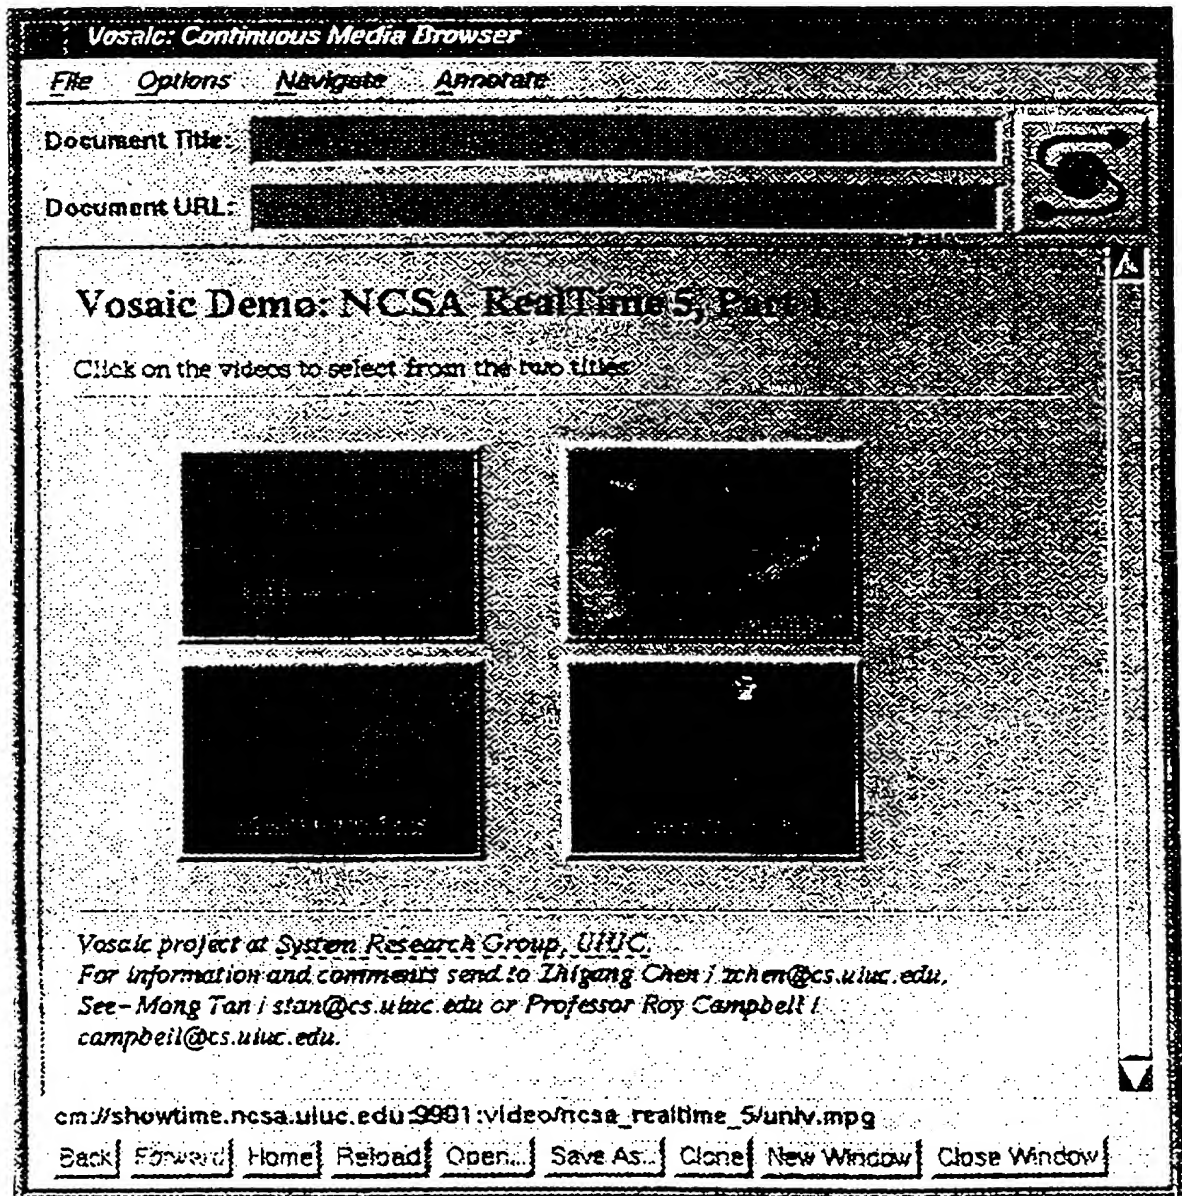 Vosaic: Continuous Media Browser
File Options Navigate Annotate
Document Title:
Document URL:
Vosaic Demo: NCSA RealTime 5, Part 1
Click on the videos to select from the two titles
Vosaic project at System Research Group, UIUC.
For information and comments send to Zhigang Chen / zchen@cs.uiuc.edu,
See-Mong Tan / stan@cs.uiuc.edu or Professor Roy Campbell /
campbell@cs.uiuc.edu.
cm://showtime.ncsa.uiuc.edu:9901:video/ncsa_realtime_5/univ.mpg
Back Forward Home Reload Open... Save As... Clone New Window Close Window